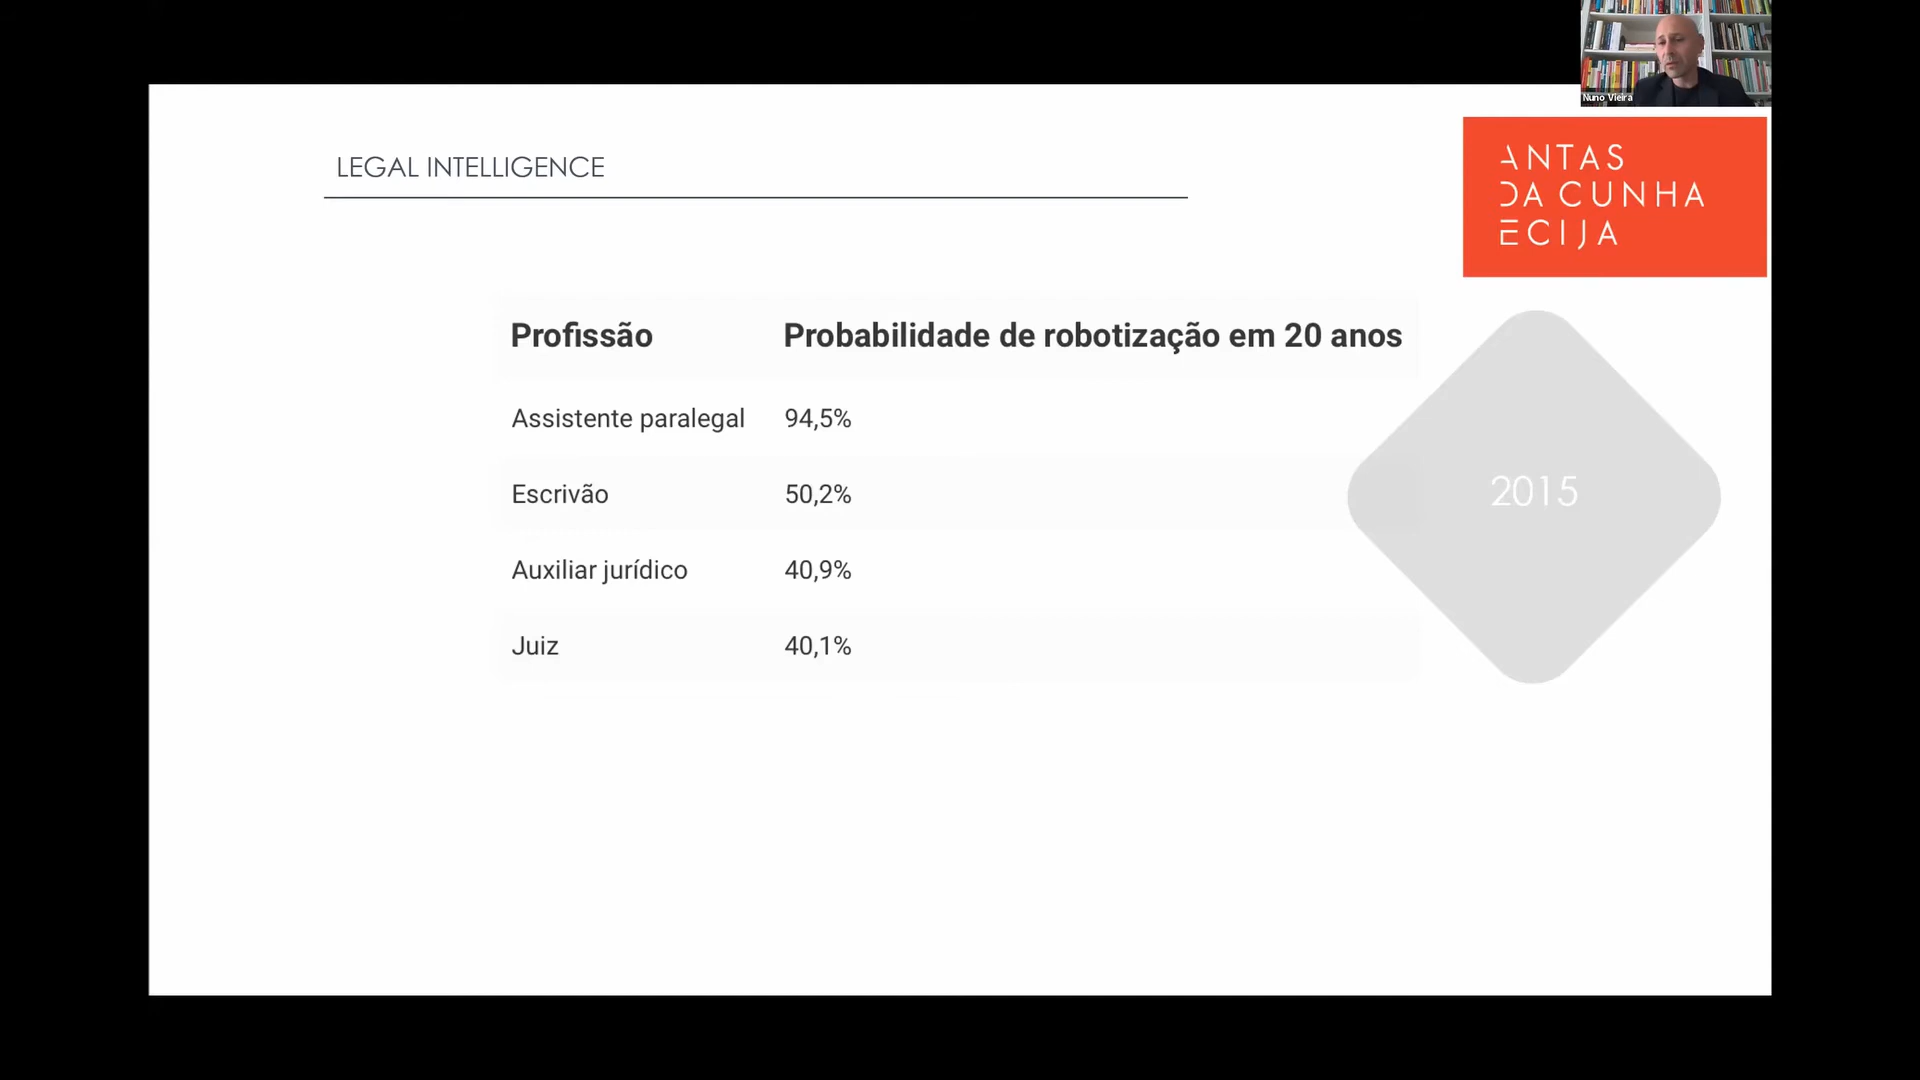 Nuno Vieira
LEGAL INTELLIGENCE
ANTAS
DA CUNHA
ECIJA
Profissão Probabilidade de robotização em 20 anos
Assistente paralegal 94,5%
Escrivão 50,2%
Auxiliar jurídico 40,9%
Juiz 40,1%
2015